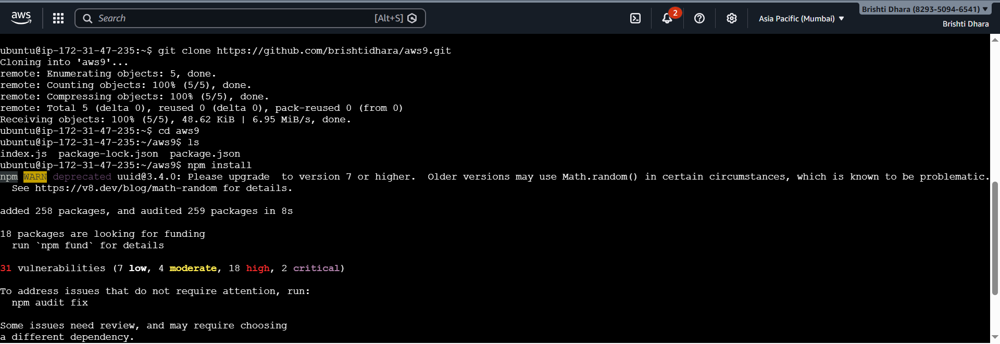 aws
Search [Alt+S]
2
Asia Pacific (Mumbai) ▼
Brishti Dhara (8293-5094-6541) ▼
Brishti Dhara
ubuntu@ip-172-31-47-235:~$ git clone https://github.com/brishtidhara/aws9.git
Cloning into 'aws9'...
remote: Enumerating objects: 5, done.
remote: Counting objects: 100% (5/5), done.
remote: Compressing objects: 100% (5/5), done.
remote: Total 5 (delta 0), reused 0 (delta 0), pack-reused 0 (from 0)
Receiving objects: 100% (5/5), 48.62 KiB | 6.95 MiB/s, done.
ubuntu@ip-172-31-47-235:~$ cd aws9
ubuntu@ip-172-31-47-235:~/aws9$ ls
index.js  package-lock.json  package.json
ubuntu@ip-172-31-47-235:~/aws9$ npm install
npm WARN deprecated uuid@3.4.0: Please upgrade  to version 7 or higher.  Older versions may use Math.random() in certain circumstances, which is known to be problematic.
  See https://v8.dev/blog/math-random for details.
added 258 packages, and audited 259 packages in 8s
18 packages are looking for funding
  run `npm fund` for details
31 vulnerabilities (7 low, 4 moderate, 18 high, 2 critical)
To address issues that do not require attention, run:
  npm audit fix
Some issues need review, and may require choosing
a different dependency.